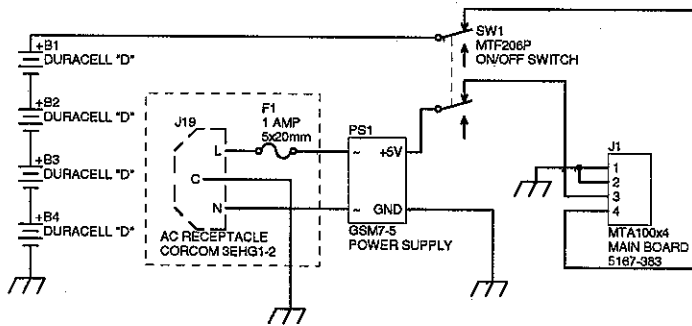 +B1
DURACELL "D"
+B2
DURACELL "D"
+B3
DURACELL "D"
+B4
DURACELL "D"
J19
L
C
N
AC RECEPTACLE
CORCOM 3EHG1-2
F1
1 AMP
5x20mm
PS1
~ +5V
~ GND
GSM7-5
POWER SUPPLY
SW1
MTF206P
ON/OFF SWITCH
J1
1
2
3
4
MTA100x4
MAIN BOARD
5167-383